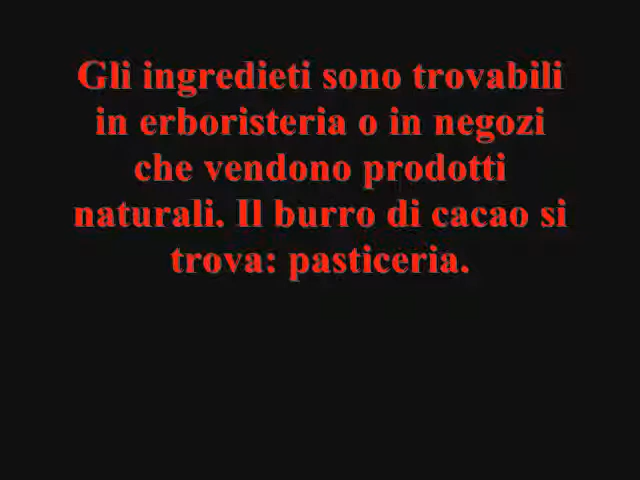 Gli ingredieti sono trovabili
in erboristeria o in negozi
che vendono prodotti
naturali. Il burro di cacao si
trova: pasticeria.